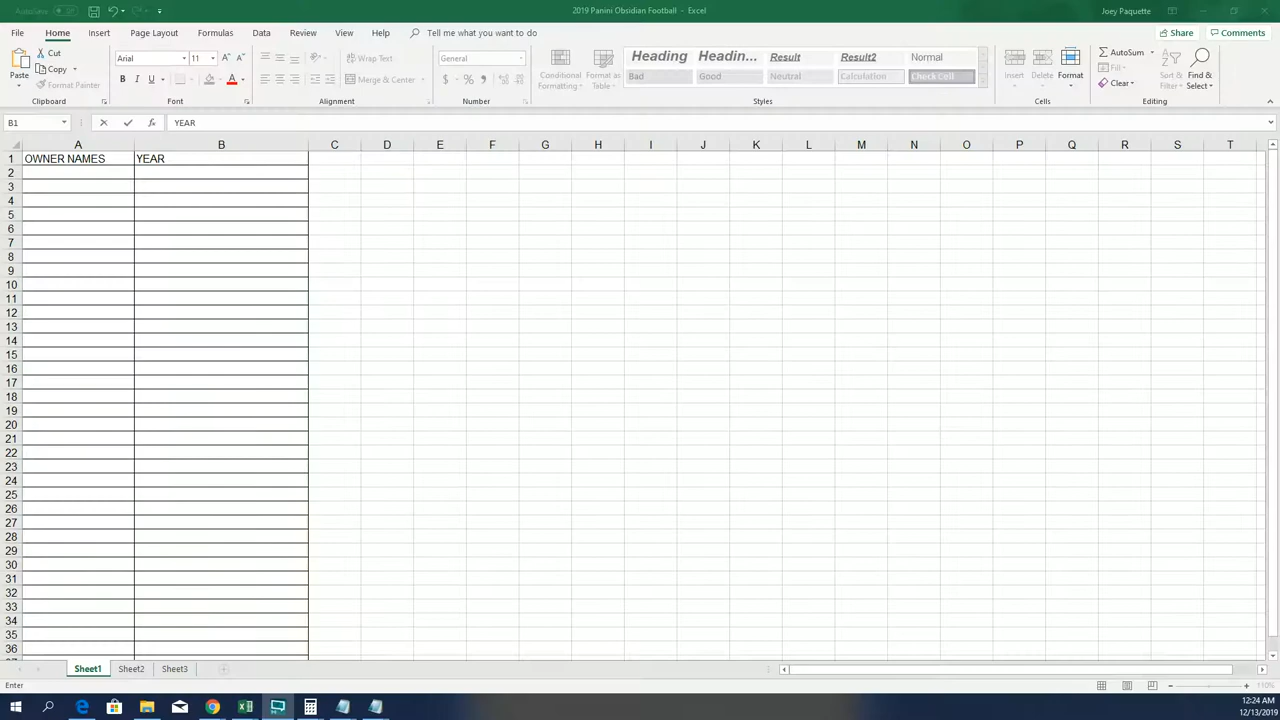 AutoSave Off
2019 Panini Obsidian Football - Excel
Joey Paquette
File Home Insert Page Layout Formulas Data Review View Help Tell me what you want to do Share Comments
Paste
Cut
Copy
Format Painter
Clipboard
Arial 11
B I U A
Font
Wrap Text
Merge & Center
Alignment
General
$ % ,
Number
Conditional Formatting
Format as Table
Heading Headin... Result Result2 Normal
Bad Good Neutral Calculation Check Cell
Styles
Insert Delete Format
Cells
AutoSum
Fill
Clear
Sort & Filter
Find & Select
Editing
B1 fx YEAR
A B C D E F G H I J K L M N O P Q R S T
1 OWNER NAMES YEAR
2
3
4
5
6
7
8
9
10
11
12
13
14
15
16
17
18
19
20
21
22
23
24
25
26
27
28
29
30
31
32
33
34
35
36
Sheet1 Sheet2 Sheet3
Enter
110%
12:24 AM
12/13/2019